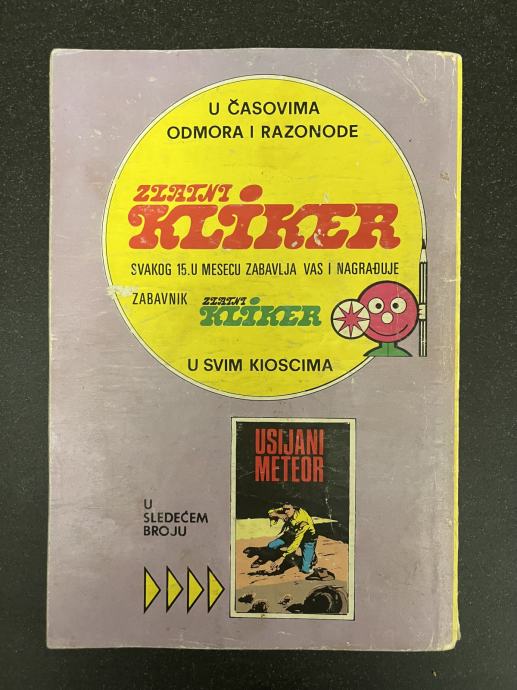 U ČASOVIMA
ODMORA I RAZONODE
ZLATNI
KLIKER
SVAKOG 15.U MESECU ZABAVLJA VAS I NAGRAĐUJE
ZABAVNIK ZLATNI
KLIKER
U SVIM KIOSCIMA
USIJANI
METEOR
U
SLEDEĆEM
BROJU